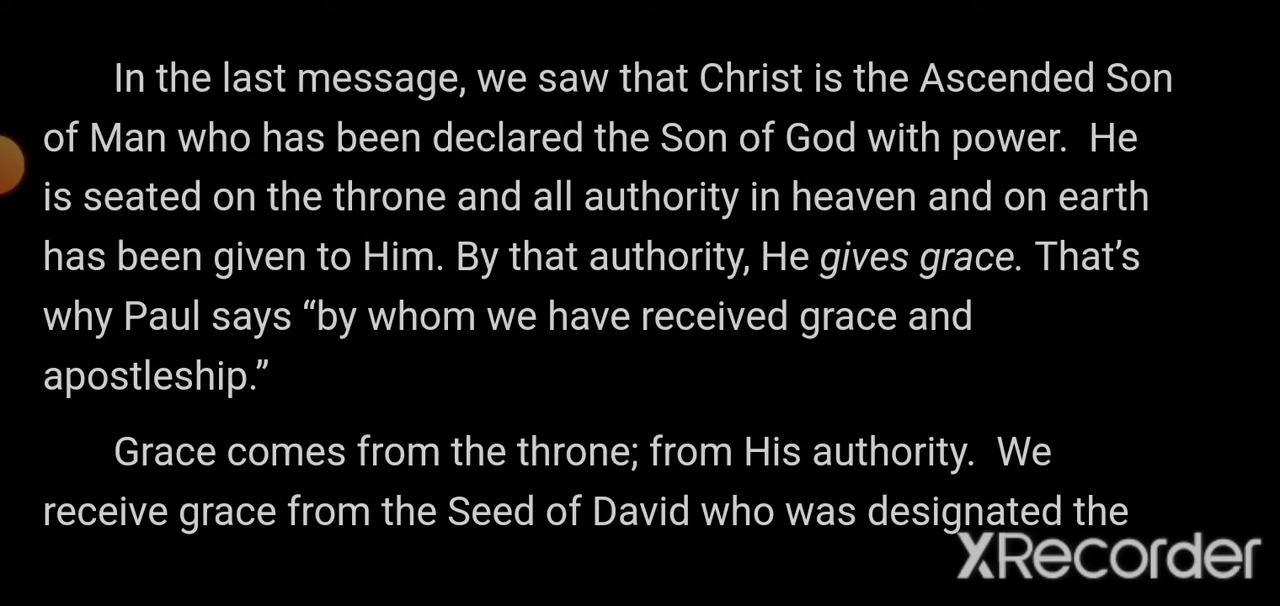 In the last message, we saw that Christ is the Ascended Son
of Man who has been declared the Son of God with power.  He
is seated on the throne and all authority in heaven and on earth
has been given to Him. By that authority, He gives grace. That’s
why Paul says “by whom we have received grace and
apostleship.”
Grace comes from the throne; from His authority.  We
receive grace from the Seed of David who was designated the
XRecorder